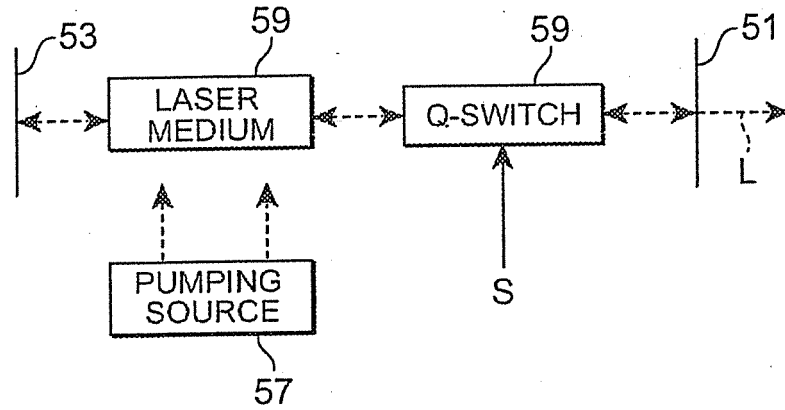 53
59
59
51
LASER
MEDIUM
Q-SWITCH
L
PUMPING
SOURCE
S
57